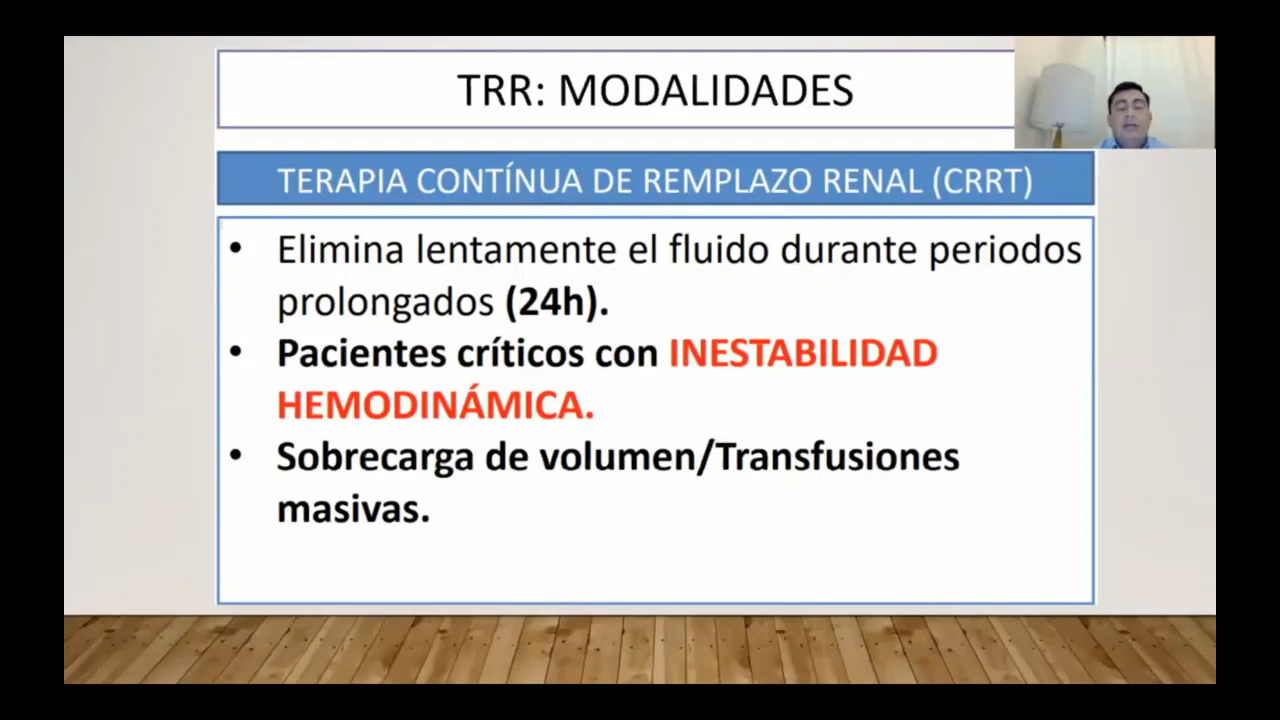 TRR: MODALIDADES
TERAPIA CONTÍNUA DE REMPLAZO RENAL (CRRT)
• Elimina lentamente el fluido durante periodos
prolongados (24h).
• Pacientes críticos con INESTABILIDAD
HEMODINÁMICA.
• Sobrecarga de volumen/Transfusiones
masivas.